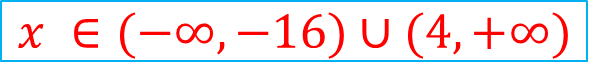 x ∈ (−∞, −16) ∪ (4, +∞)